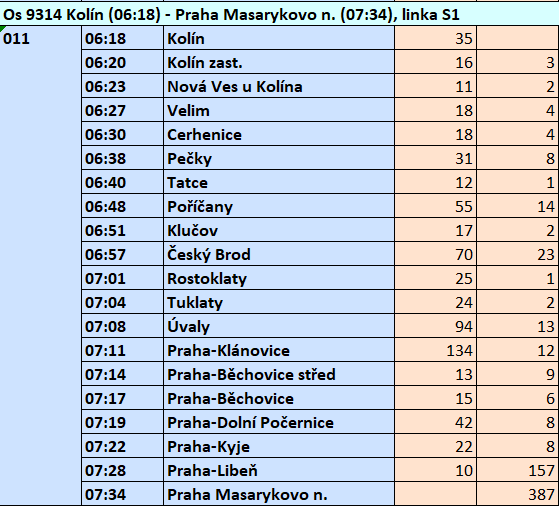 Os 9314 Kolín (06:18) - Praha Masarykovo n. (07:34), linka S1
011 06:18 Kolín 35
06:20 Kolín zast. 16 3
06:23 Nová Ves u Kolína 11 2
06:27 Velim 18 4
06:30 Cerhenice 18 4
06:38 Pečky 31 8
06:40 Tatce 12 1
06:48 Poříčany 55 14
06:51 Klučov 17 2
06:57 Český Brod 70 23
07:01 Rostoklaty 25 1
07:04 Tuklaty 24 2
07:08 Úvaly 94 13
07:11 Praha-Klánovice 134 12
07:14 Praha-Běchovice střed 13 9
07:17 Praha-Běchovice 15 6
07:19 Praha-Dolní Počernice 42 8
07:22 Praha-Kyje 22 8
07:28 Praha-Libeň 10 157
07:34 Praha Masarykovo n. 387